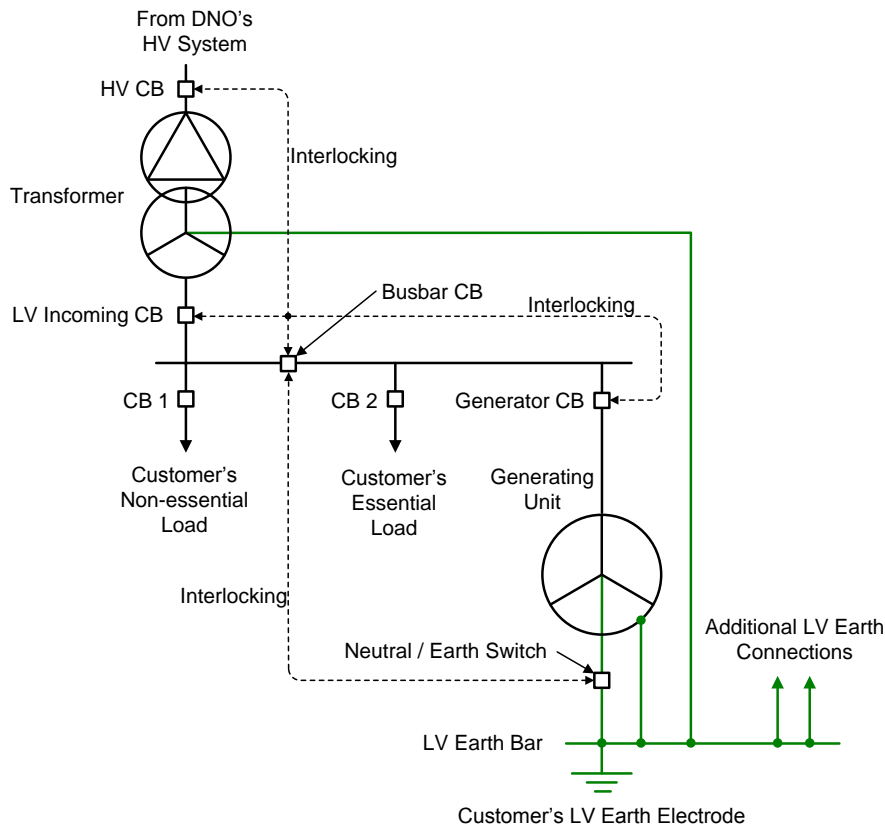 From DNO's
HV System
HV CB
Interlocking
Transformer
Busbar CB
LV Incoming CB
Interlocking
CB 1
CB 2
Generator CB
Customer's
Non-essential
Load
Customer's
Essential
Load
Generating
Unit
Interlocking
Additional LV Earth
Connections
Neutral / Earth Switch
LV Earth Bar
Customer's LV Earth Electrode